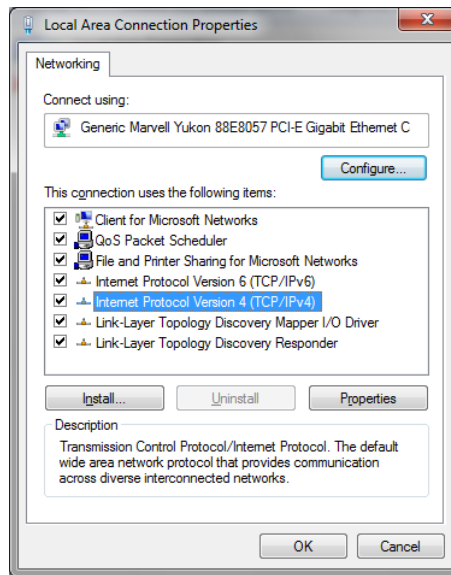 Local Area Connection Properties
Networking
Connect using:
Generic Marvell Yukon 88E8057 PCI-E Gigabit Ethernet C
Configure...
This connection uses the following items:
Client for Microsoft Networks
QoS Packet Scheduler
File and Printer Sharing for Microsoft Networks
Internet Protocol Version 6 (TCP/IPv6)
Internet Protocol Version 4 (TCP/IPv4)
Link-Layer Topology Discovery Mapper I/O Driver
Link-Layer Topology Discovery Responder
Install... Uninstall Properties
Description
Transmission Control Protocol/Internet Protocol. The default
wide area network protocol that provides communication
across diverse interconnected networks.
OK Cancel